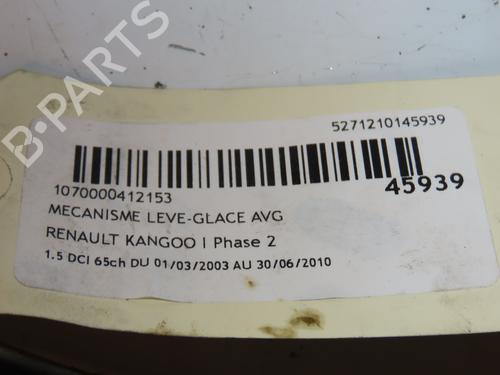 B-PARTS
5271210145939
1070000412153
45939
MECANISME LEVE-GLACE AVG
RENAULT KANGOO I Phase 2
1.5 DCI 65ch DU 01/03/2003 AU 30/06/2010